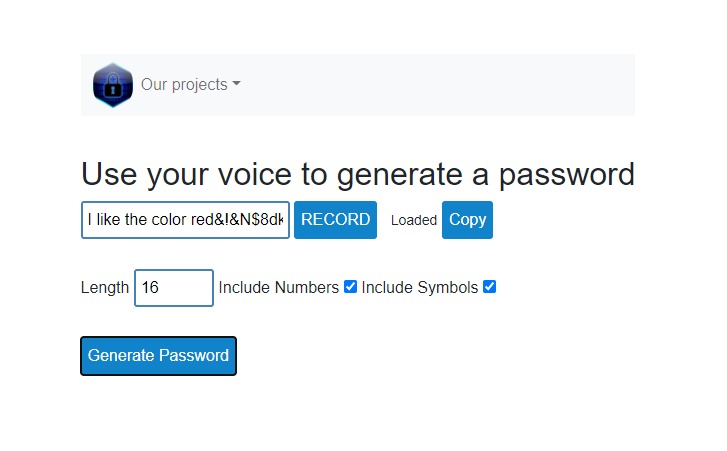 Our projects
Use your voice to generate a password
I like the color red&!&N$8dk RECORD Loaded Copy
Length 16 Include Numbers Include Symbols
Generate Password